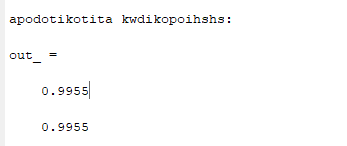 apodotikotita kwdikopoihshs:
out_ =
0.9955
0.9955